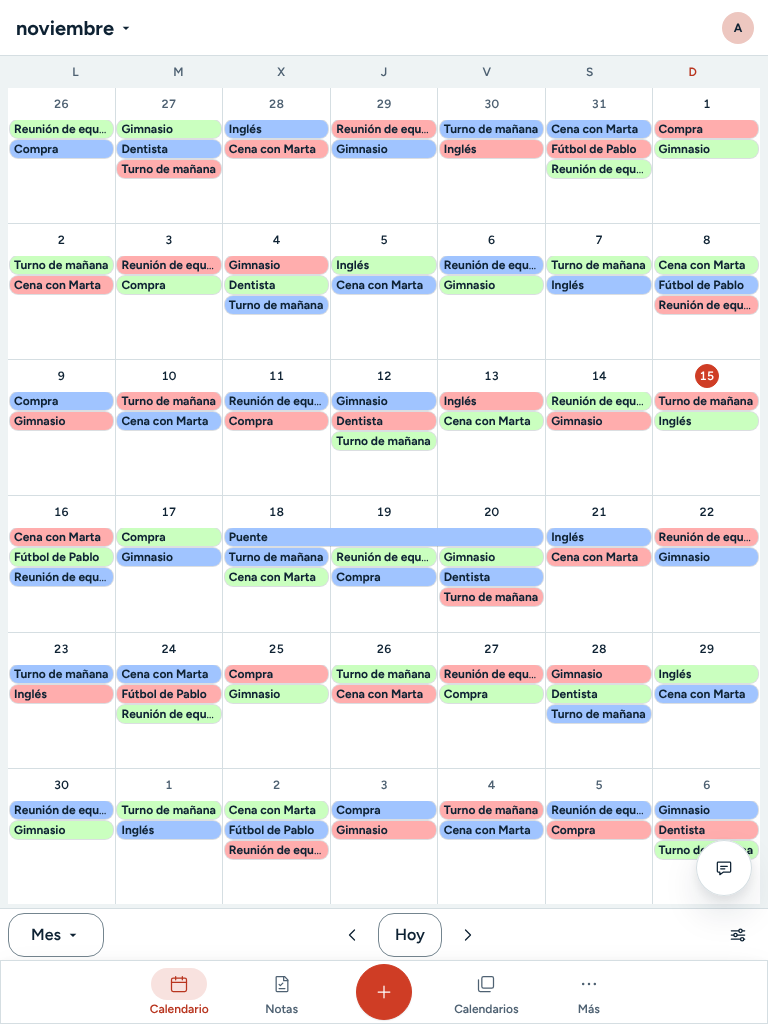 noviembre
A
L M X J V S D
26 27 28 29 30 31 1
Reunión de equ... Gimnasio Inglés Reunión de equ... Turno de mañana Cena con Marta Compra
Compra Dentista Cena con Marta Gimnasio Inglés Fútbol de Pablo Gimnasio
Turno de mañana Reunión de equ...
2 3 4 5 6 7 8
Turno de mañana Reunión de equ... Gimnasio Inglés Reunión de equ... Turno de mañana Cena con Marta
Cena con Marta Compra Dentista Cena con Marta Gimnasio Inglés Fútbol de Pablo
Turno de mañana Reunión de equ...
9 10 11 12 13 14 15
Compra Turno de mañana Reunión de equ... Gimnasio Inglés Reunión de equ... Turno de mañana
Gimnasio Cena con Marta Compra Dentista Cena con Marta Gimnasio Inglés
Turno de mañana
16 17 18 19 20 21 22
Cena con Marta Compra Puente Inglés Reunión de equ...
Fútbol de Pablo Gimnasio Turno de mañana Reunión de equ... Gimnasio Cena con Marta Gimnasio
Reunión de equ... Cena con Marta Compra Dentista
Turno de mañana
23 24 25 26 27 28 29
Turno de mañana Cena con Marta Compra Turno de mañana Reunión de equ... Gimnasio Inglés
Inglés Fútbol de Pablo Gimnasio Cena con Marta Compra Dentista Cena con Marta
Reunión de equ... Turno de mañana
30 1 2 3 4 5 6
Reunión de equ... Turno de mañana Cena con Marta Compra Turno de mañana Reunión de equ... Gimnasio
Gimnasio Inglés Fútbol de Pablo Gimnasio Cena con Marta Compra Dentista
Reunión de equ... Turno
Mes Hoy
Calendario Notas Calendarios Más